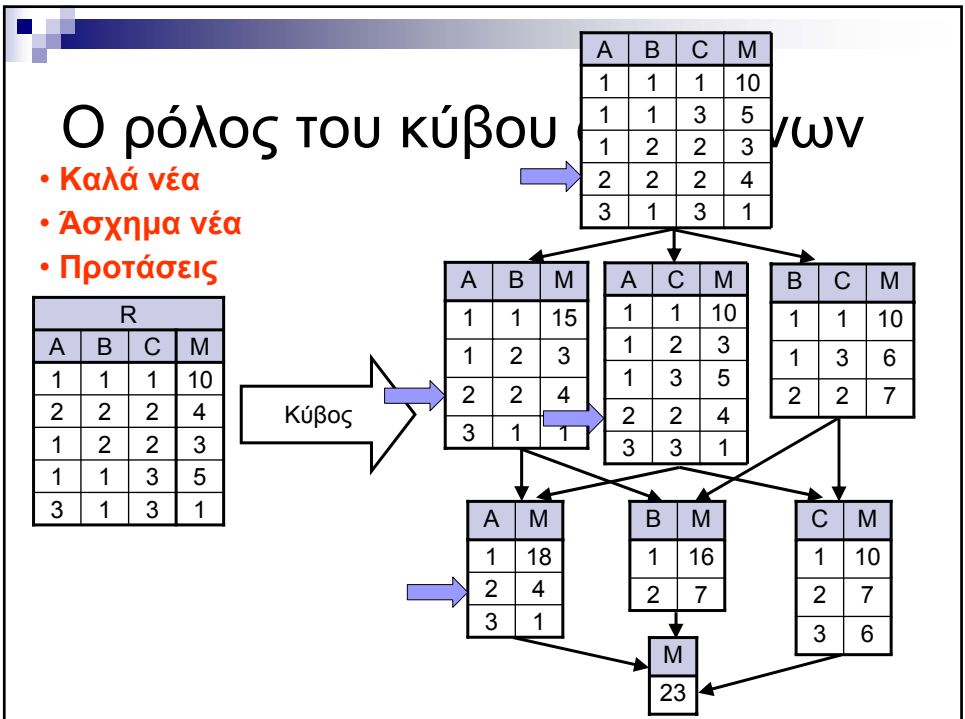 Ο ρόλος του κύβου
• Καλά νέα
• Άσχημα νέα
• Προτάσεις
R
A B C M
1 1 1 10
2 2 2 4
1 2 2 3
1 1 3 5
3 1 3 1
Κύβος
A B C M
1 1 1 10
1 1 3 5
1 2 2 3
2 2 2 4
3 1 3 1
A B M
1 1 15
1 2 3
2 2 4
3 1 1
A C M
1 1 10
1 2 3
1 3 5
2 2 4
3 3 1
B C M
1 1 10
1 3 6
2 2 7
A M
1 18
2 4
3 1
B M
1 16
2 7
C M
1 10
2 7
3 6
M
23